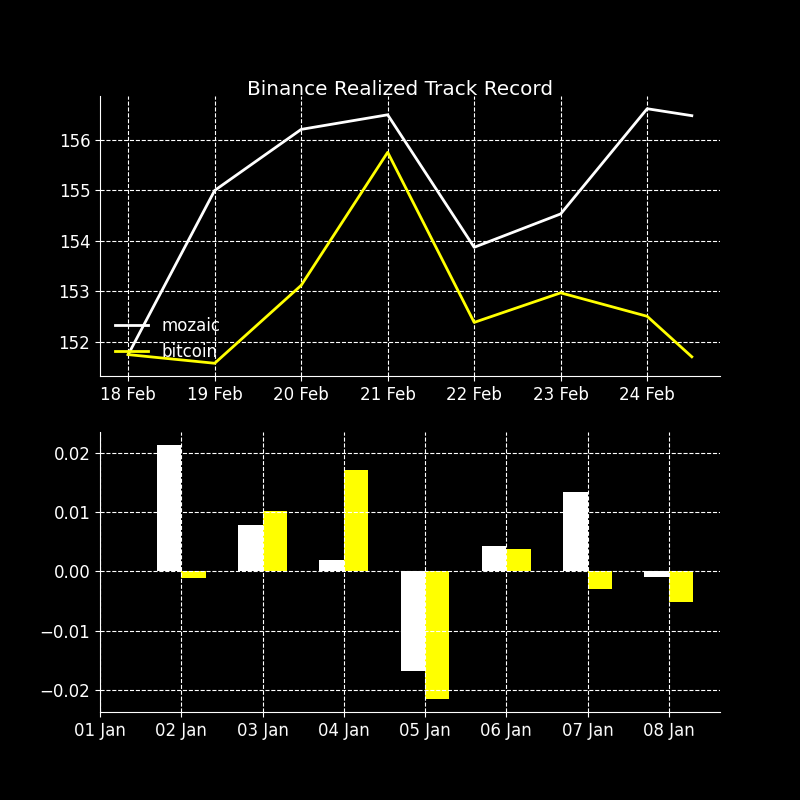 Binance Realized Track Record
156
155
154
153
152
mozaic
bitcoin
18 Feb 19 Feb 20 Feb 21 Feb 22 Feb 23 Feb 24 Feb
0.02
0.01
0.00
−0.01
−0.02
01 Jan 02 Jan 03 Jan 04 Jan 05 Jan 06 Jan 07 Jan 08 Jan